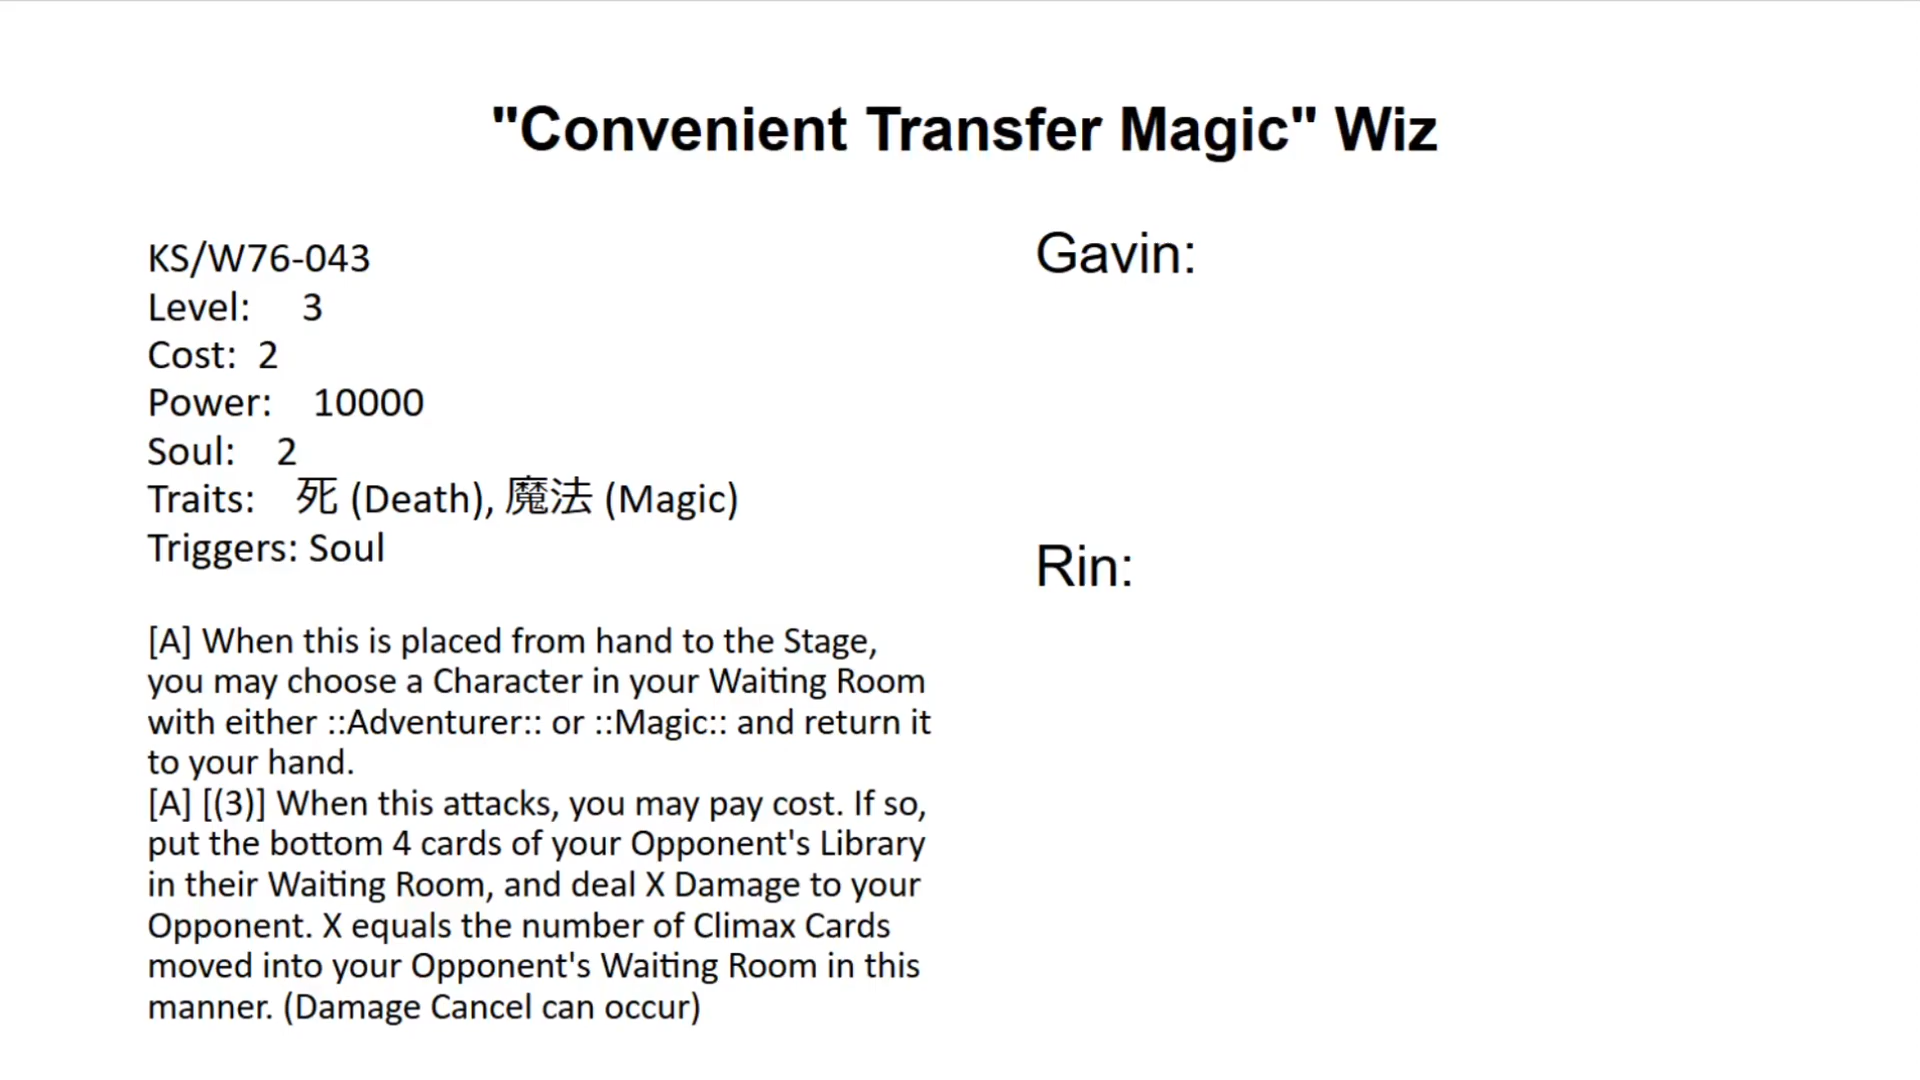 "Convenient Transfer Magic" Wiz
KS/W76-043
Level: 3
Cost: 2
Power: 10000
Soul: 2
Traits: 死 (Death), 魔法 (Magic)
Triggers: Soul
[A] When this is placed from hand to the Stage,
you may choose a Character in your Waiting Room
with either ::Adventurer:: or ::Magic:: and return it
to your hand.
[A] [(3)] When this attacks, you may pay cost. If so,
put the bottom 4 cards of your Opponent's Library
in their Waiting Room, and deal X Damage to your
Opponent. X equals the number of Climax Cards
moved into your Opponent's Waiting Room in this
manner. (Damage Cancel can occur)
Gavin:
Rin: